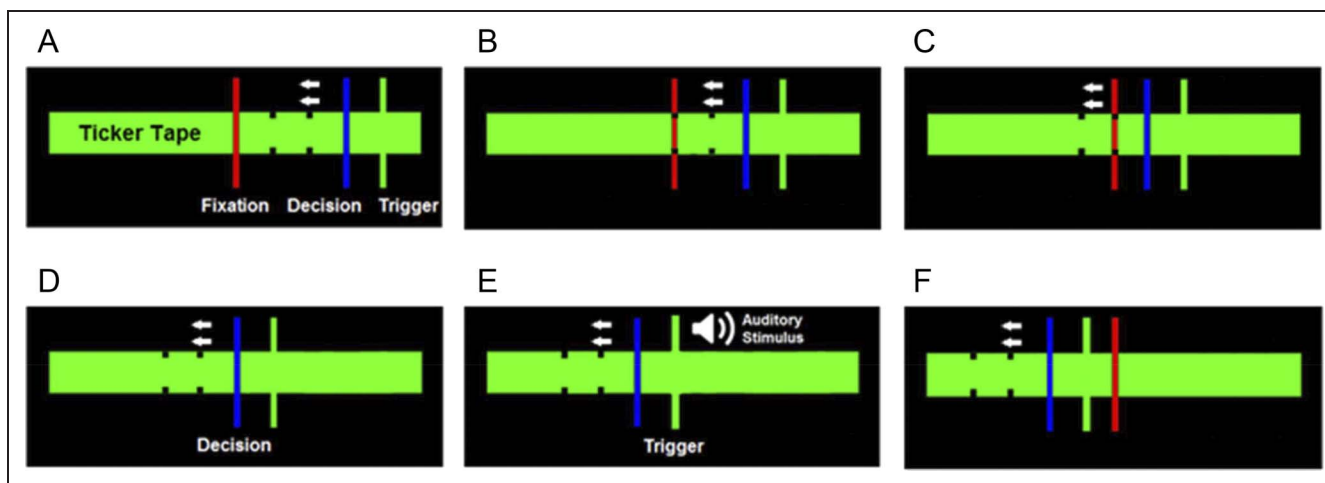 A
B
C
Ticker Tape
Fixation Decision Trigger
D
E
F
Auditory
Stimulus
Decision
Trigger